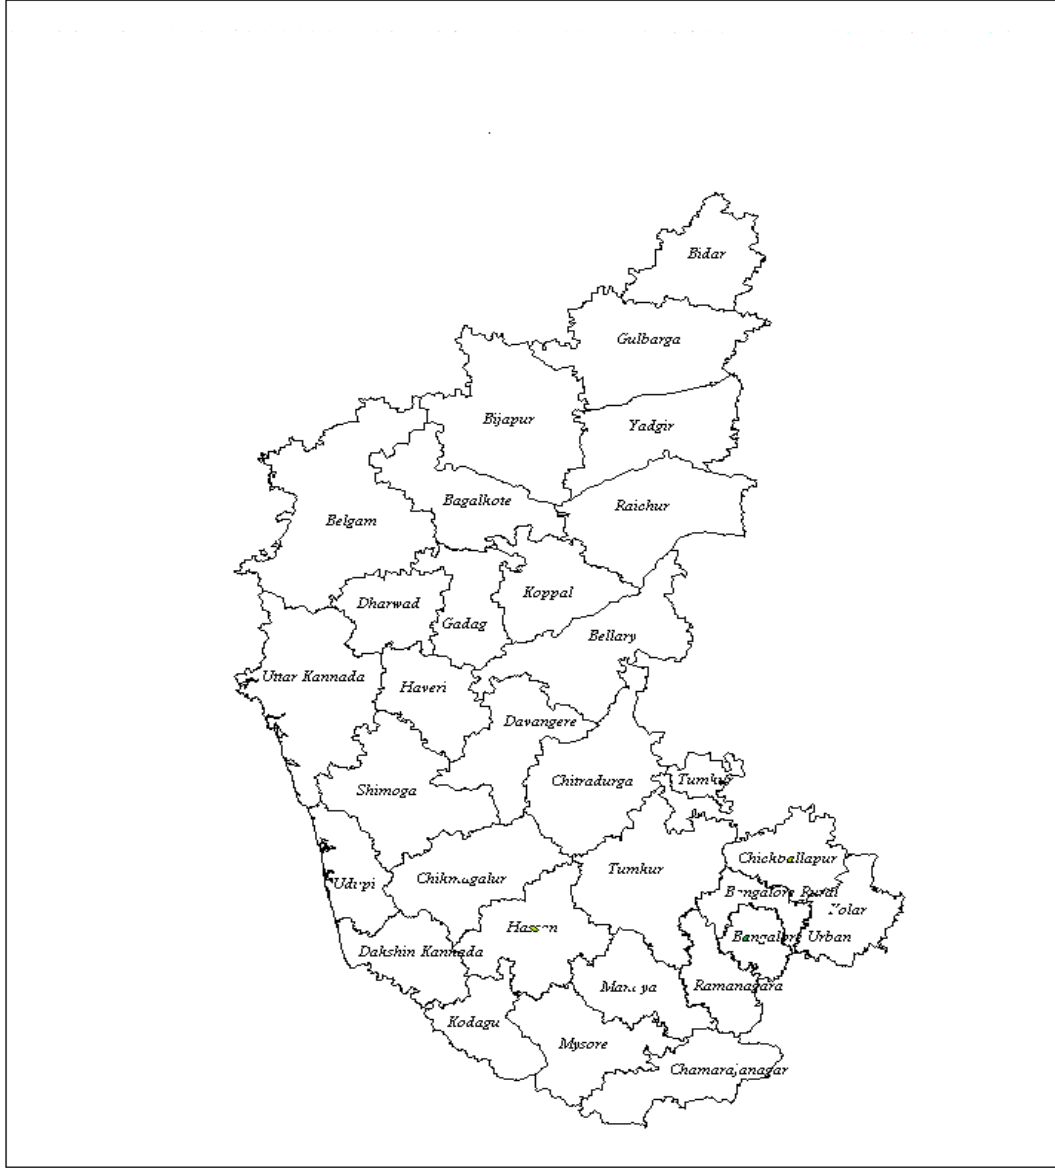 Bidar
Gulbarga
Bijapur
Yadgir
Bagalkote
Raichur
Belgam
Koppal
Dharwad
Gadag
Bellary
Uttar Kannada
Haveri
Davangere
Shimoga
Chitradurga
Tumkur
Chickballapur
Tumkur
Udupi
Chikmagalur
Bangalore Rural
Kolar
Hassan
Bangalore Urban
Dakshin Kannada
Mandya
Ramanagara
Kodagu
Mysore
Chamarajanagar